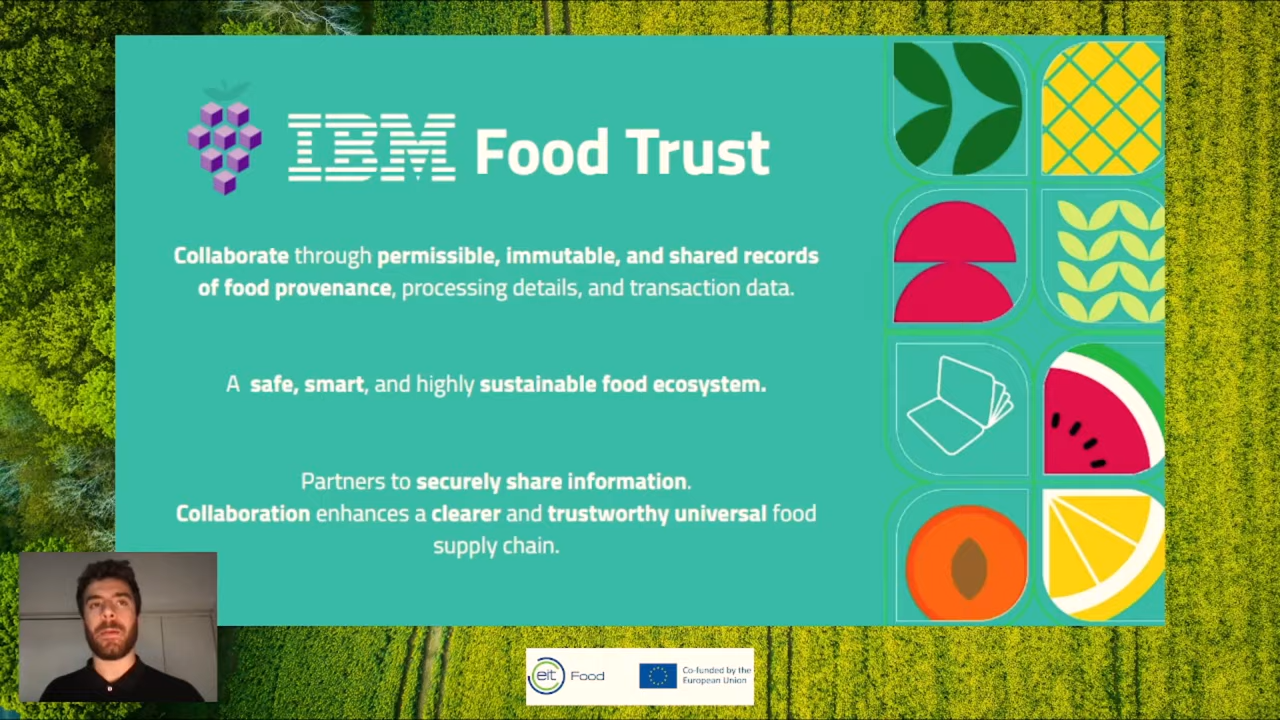 IBM Food Trust
Collaborate through permissible, immutable, and shared records
of food provenance, processing details, and transaction data.
A safe, smart, and highly sustainable food ecosystem.
Partners to securely share information.
Collaboration enhances a clearer and trustworthy universal food
supply chain.
eit Food
Co-funded by the
European Union